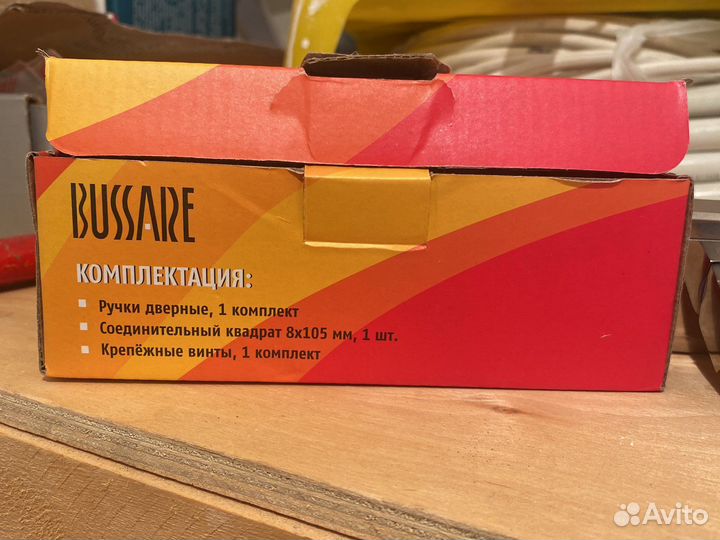 BUSSARE
КОМПЛЕКТАЦИЯ:
Ручки дверные, 1 комплект
Соединительный квадрат 8х105 мм, 1 шт.
Крепёжные винты, 1 комплект
Avito